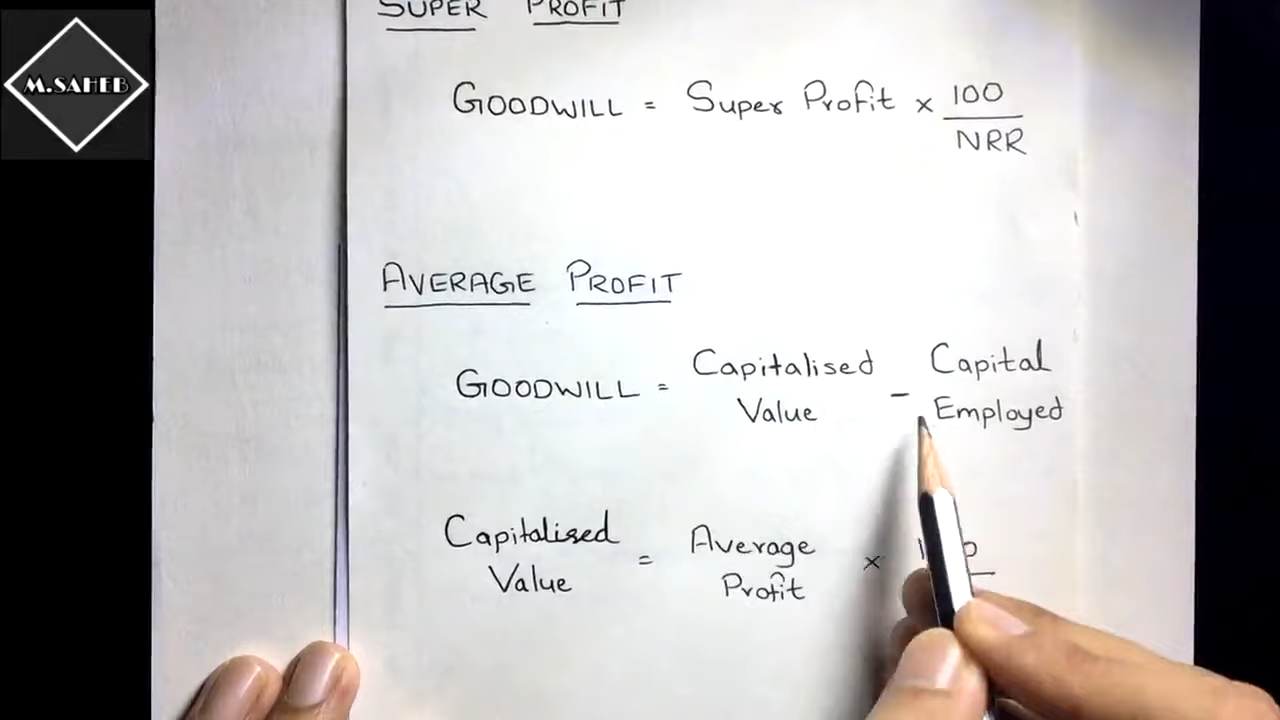 M.SAHEB
SUPER PROFIT
GOODWILL = Super Profit × 100
NRR
AVERAGE PROFIT
GOODWILL = Capitalised Value - Capital Employed
Capitalised Value = Average Profit ×